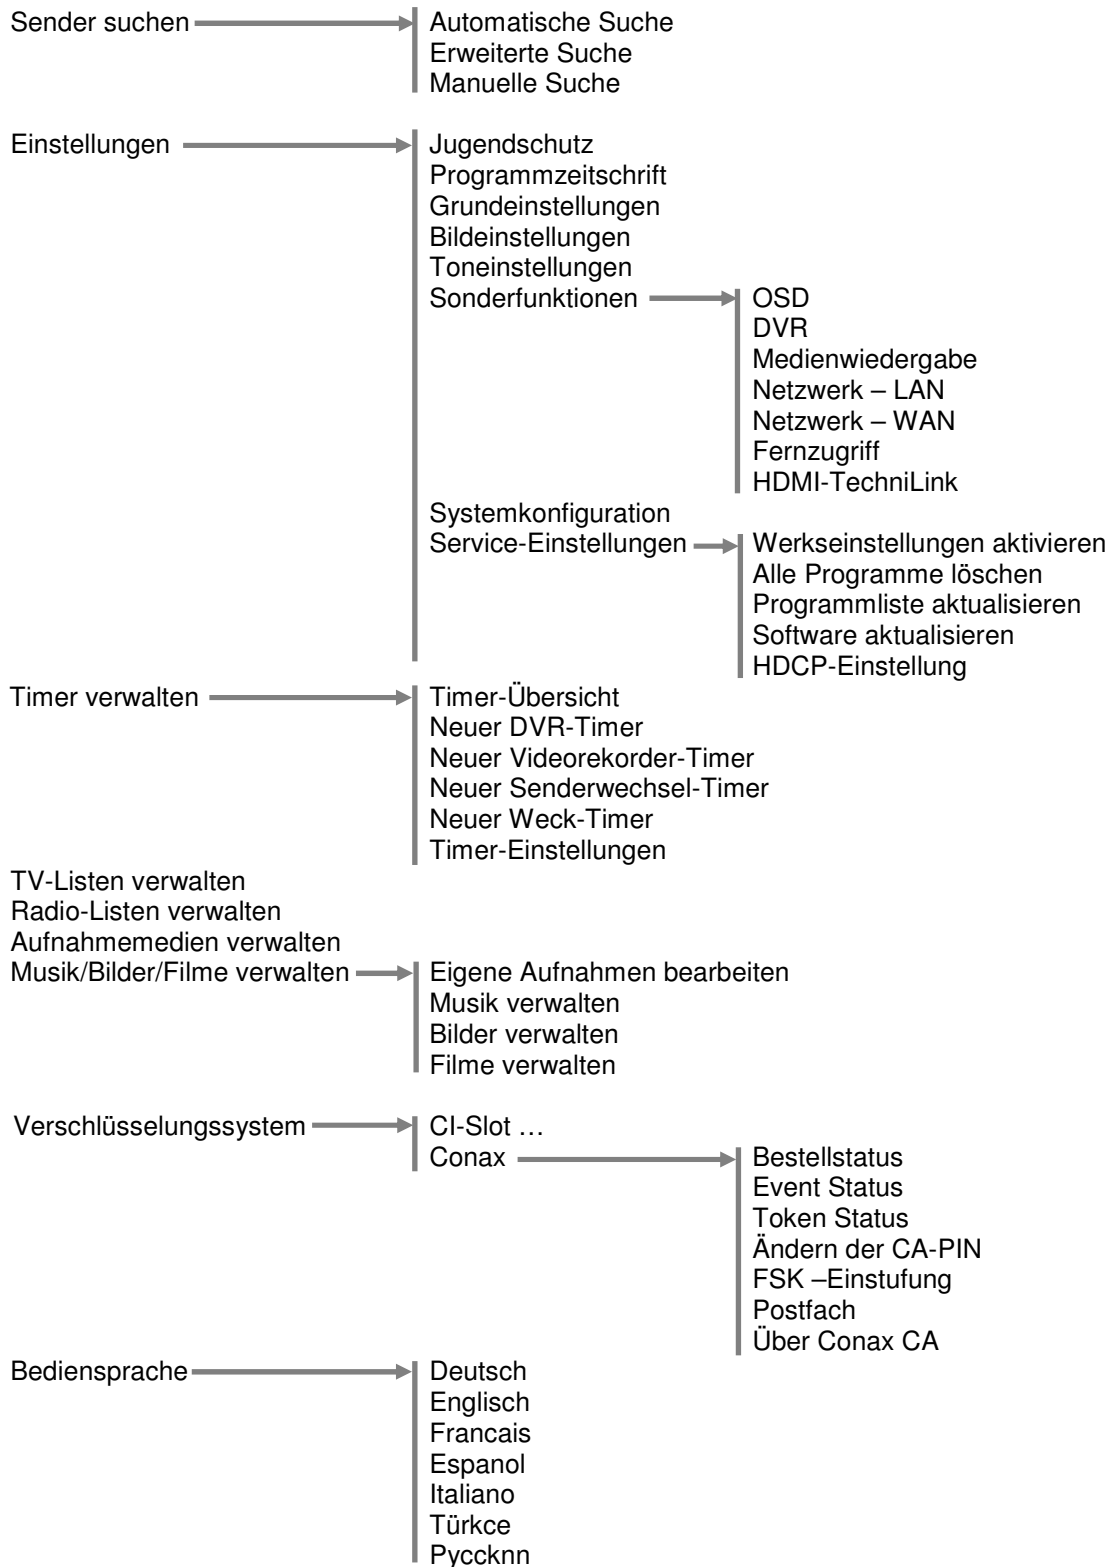 Sender suchen
Automatische Suche
Erweiterte Suche
Manuelle Suche
Einstellungen
Jugendschutz
Programmzeitschrift
Grundeinstellungen
Bildeinstellungen
Toneinstellungen
Sonderfunktionen
OSD
DVR
Medienwiedergabe
Netzwerk – LAN
Netzwerk – WAN
Fernzugriff
HDMI-TechniLink
Systemkonfiguration
Service-Einstellungen
Werkseinstellungen aktivieren
Alle Programme löschen
Programmliste aktualisieren
Software aktualisieren
HDCP-Einstellung
Timer verwalten
Timer-Übersicht
Neuer DVR-Timer
Neuer Videorekorder-Timer
Neuer Senderwechsel-Timer
Neuer Weck-Timer
Timer-Einstellungen
TV-Listen verwalten
Radio-Listen verwalten
Aufnahmemedien verwalten
Musik/Bilder/Filme verwalten
Eigene Aufnahmen bearbeiten
Musik verwalten
Bilder verwalten
Filme verwalten
Verschlüsselungssystem
CI-Slot …
Conax
Bestellstatus
Event Status
Token Status
Ändern der CA-PIN
FSK –Einstufung
Postfach
Über Conax CA
Bediensprache
Deutsch
Englisch
Francais
Espanol
Italiano
Türkce
Pyccknn